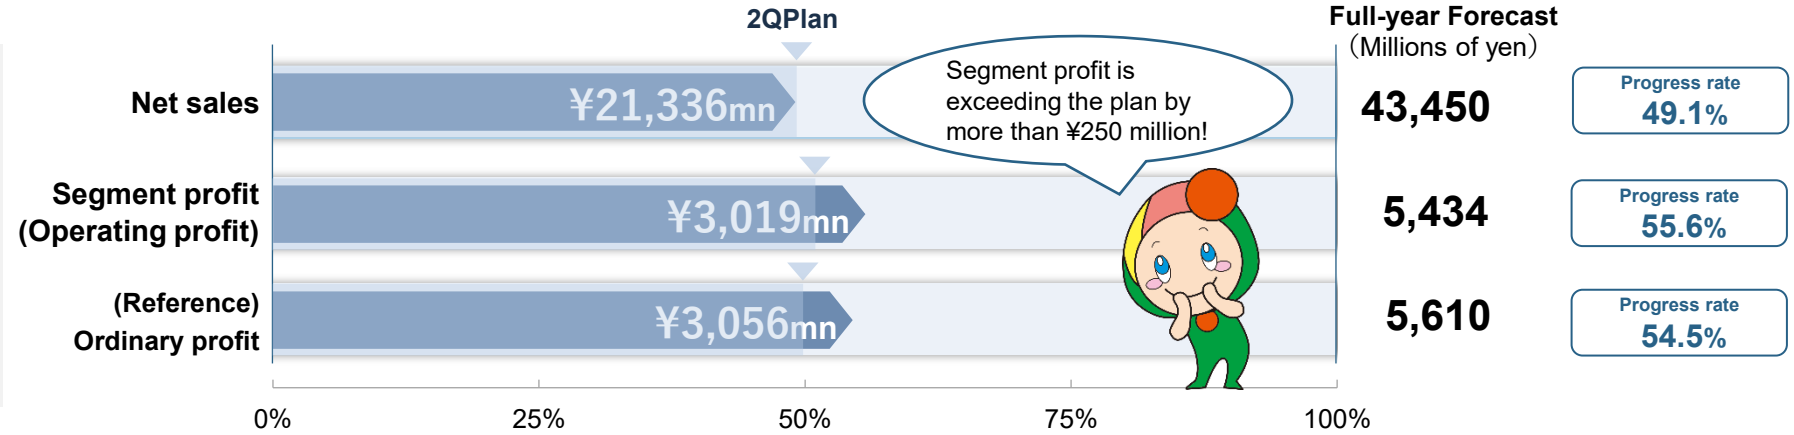 2QPlan
Full-year Forecast
（Millions of yen）
Segment profit is
exceeding the plan by
more than ¥250 million!
Net sales
¥21,336mn
43,450
Progress rate
49.1%
Segment profit
(Operating profit)
¥3,019mn
5,434
Progress rate
55.6%
(Reference)
Ordinary profit
¥3,056mn
5,610
Progress rate
54.5%
0%
25%
50%
75%
100%